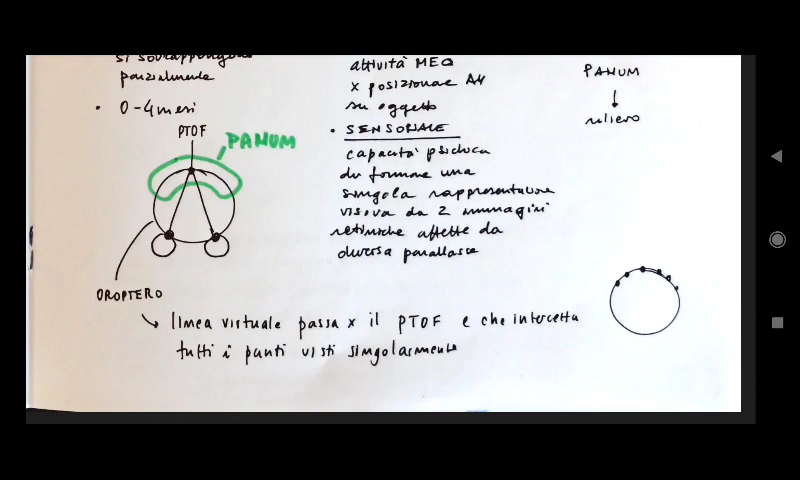 si sovrappongono
parzialmente
• 0-4 mesi
PTOF
PANUM
OROPTERO
attività MEO
x posizionare AV
su oggetto
• SENSORIALE
capacità psichica
di formare una
singola rappresentazione
visiva da 2 immagini
retiniche affette da
diversa parallasse
PANUM
rilievo
linea virtuale passa x il PTOF e che intercetta
tutti i punti visti singolarmente